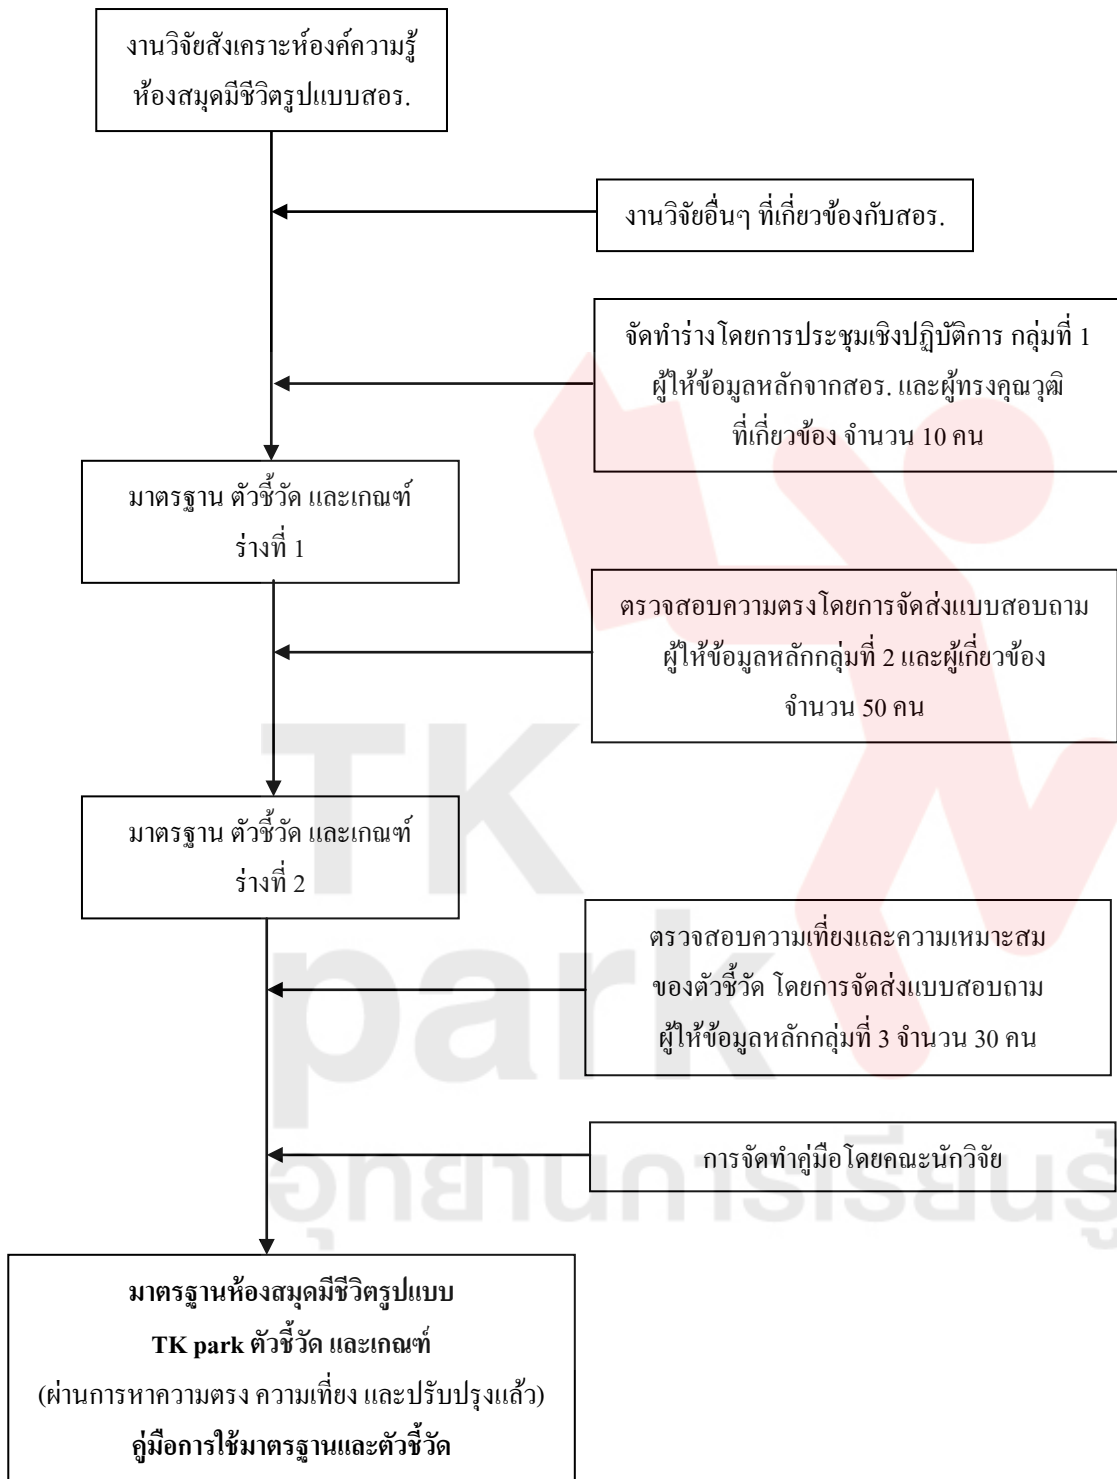 งานวิจัยสังเคราะห์องค์ความรู้
ห้องสมุดมีชีวิตรูปแบบสอร.
งานวิจัยอื่นๆ ที่เกี่ยวข้องกับสอร.
จัดทำร่างโดยการประชุมเชิงปฏิบัติการ กลุ่มที่ 1
ผู้ให้ข้อมูลหลักจากสอร. และผู้ทรงคุณวุฒิ
ที่เกี่ยวข้อง จำนวน 10 คน
มาตรฐาน ตัวชี้วัด และเกณฑ์
ร่างที่ 1
ตรวจสอบความตรงโดยการจัดส่งแบบสอบถาม
ผู้ให้ข้อมูลหลักกลุ่มที่ 2 และผู้เกี่ยวข้อง
จำนวน 50 คน
มาตรฐาน ตัวชี้วัด และเกณฑ์
ร่างที่ 2
ตรวจสอบความเที่ยงและความเหมาะสม
ของตัวชี้วัด โดยการจัดส่งแบบสอบถาม
ผู้ให้ข้อมูลหลักกลุ่มที่ 3 จำนวน 30 คน
การจัดทำคู่มือโดยคณะนักวิจัย
มาตรฐานห้องสมุดมีชีวิตรูปแบบ
TK park ตัวชี้วัด และเกณฑ์
(ผ่านการหาความตรง ความเที่ยง และปรับปรุงแล้ว)
คู่มือการใช้มาตรฐานและตัวชี้วัด
TK
park
อุทยานการเรียนรู้